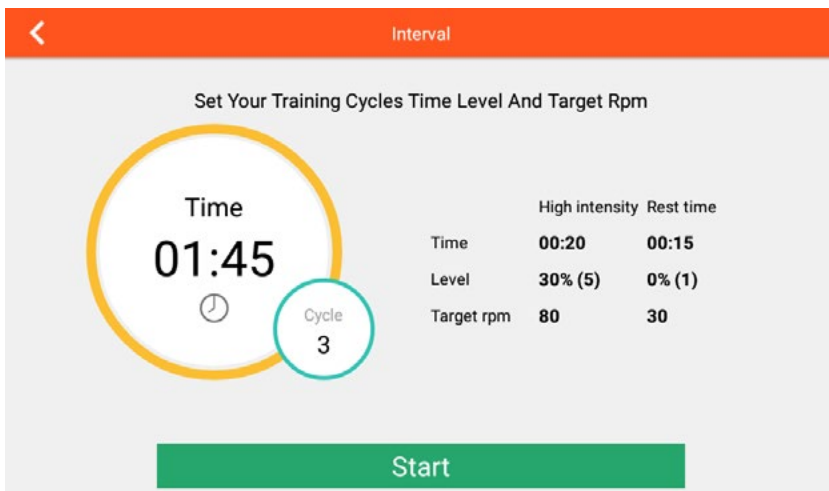 Interval
Set Your Training Cycles Time Level And Target Rpm
Time
01:45
Cycle
3
High intensity Rest time
Time 00:20 00:15
Level 30% (5) 0% (1)
Target rpm 80 30
Start